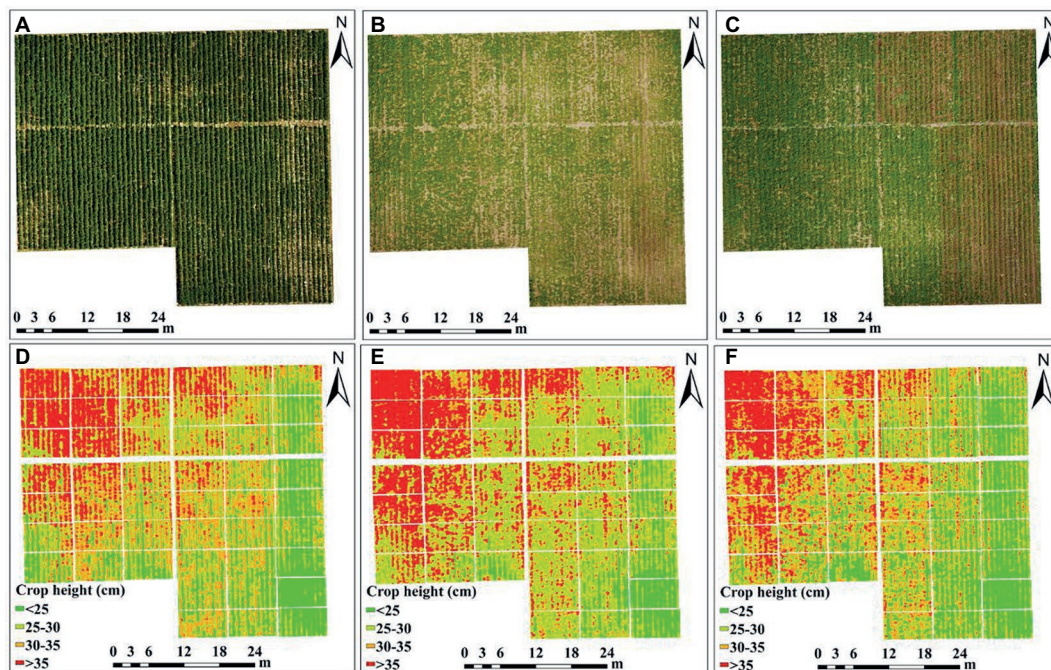 A
N
0 3 6 12 18 24
m
B
N
0 3 6 12 18 24
m
C
N
0 3 6 12 18 24
m
D
N
Crop height (cm)
<25
25-30
30-35
>35
0 3 6 12 18 24
m
E
N
Crop height (cm)
<25
25-30
30-35
>35
0 3 6 12 18 24
m
F
N
Crop height (cm)
<25
25-30
30-35
>35
0 3 6 12 18 24
m